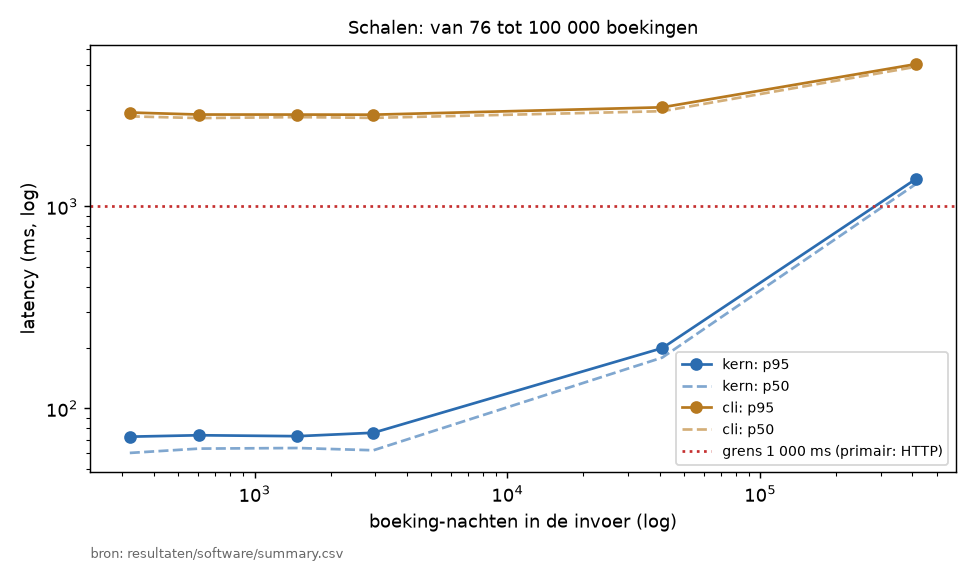 Schalen: van 76 tot 100 000 boekingen
latency (ms, log)
10³
10²
kern: p95
kern: p50
cli: p95
cli: p50
grens 1 000 ms (primair: HTTP)
10³ 10⁴ 10⁵
boeking-nachten in de invoer (log)
bron: resultaten/software/summary.csv